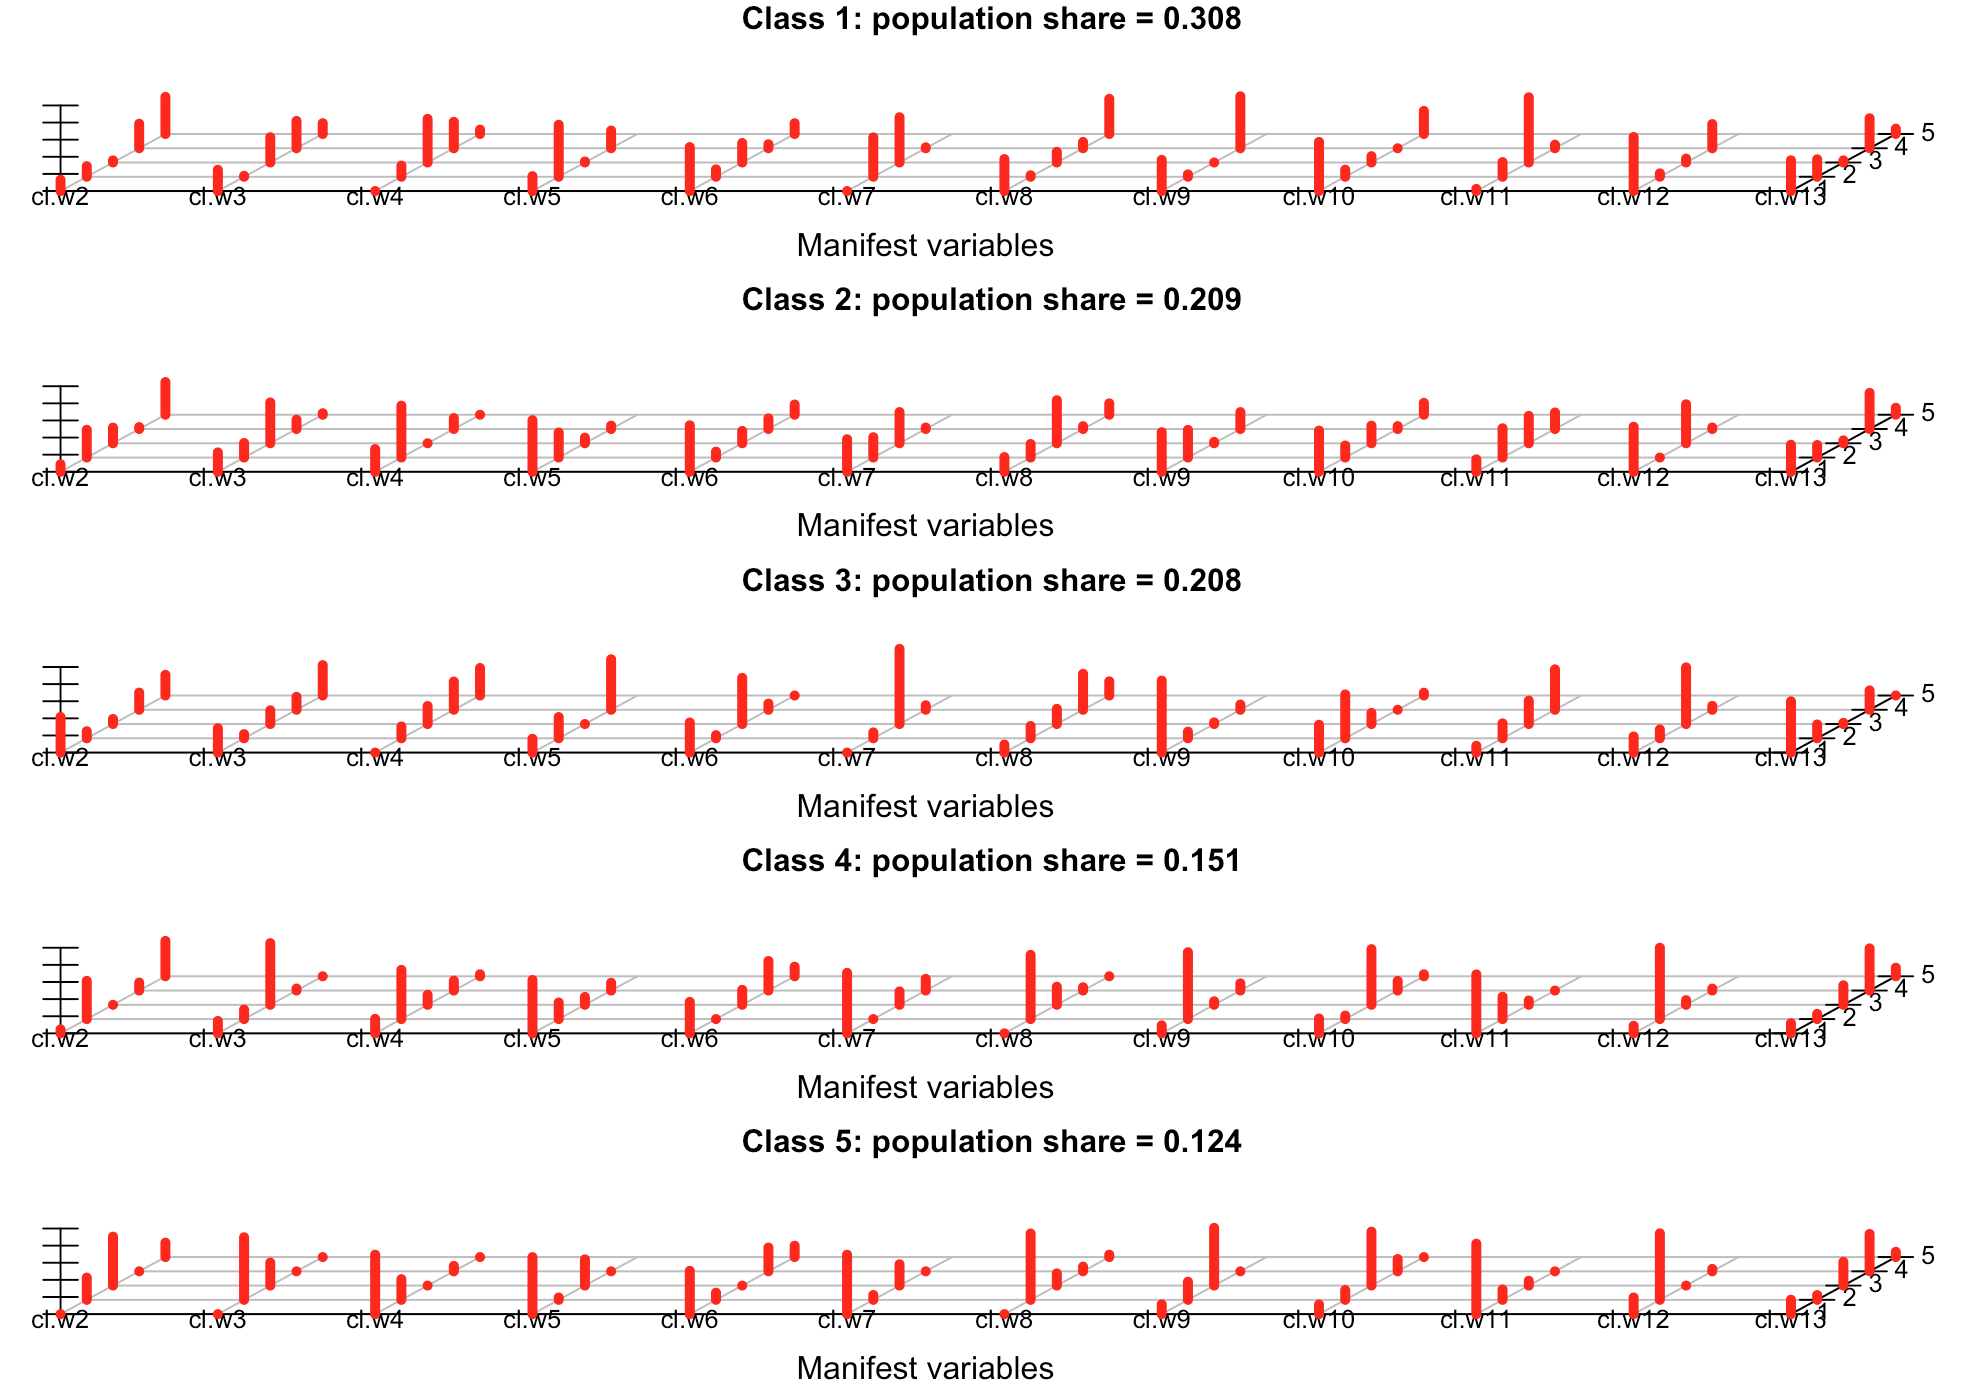 Class 1: population share = 0.308
5
4
3
2
1
cl.w2 cl.w3 cl.w4 cl.w5 cl.w6 cl.w7 cl.w8 cl.w9 cl.w10 cl.w11 cl.w12 cl.w13
Manifest variables
Class 2: population share = 0.209
5
4
3
2
1
cl.w2 cl.w3 cl.w4 cl.w5 cl.w6 cl.w7 cl.w8 cl.w9 cl.w10 cl.w11 cl.w12 cl.w13
Manifest variables
Class 3: population share = 0.208
5
4
3
2
1
cl.w2 cl.w3 cl.w4 cl.w5 cl.w6 cl.w7 cl.w8 cl.w9 cl.w10 cl.w11 cl.w12 cl.w13
Manifest variables
Class 4: population share = 0.151
5
4
3
2
1
cl.w2 cl.w3 cl.w4 cl.w5 cl.w6 cl.w7 cl.w8 cl.w9 cl.w10 cl.w11 cl.w12 cl.w13
Manifest variables
Class 5: population share = 0.124
5
4
3
2
1
cl.w2 cl.w3 cl.w4 cl.w5 cl.w6 cl.w7 cl.w8 cl.w9 cl.w10 cl.w11 cl.w12 cl.w13
Manifest variables